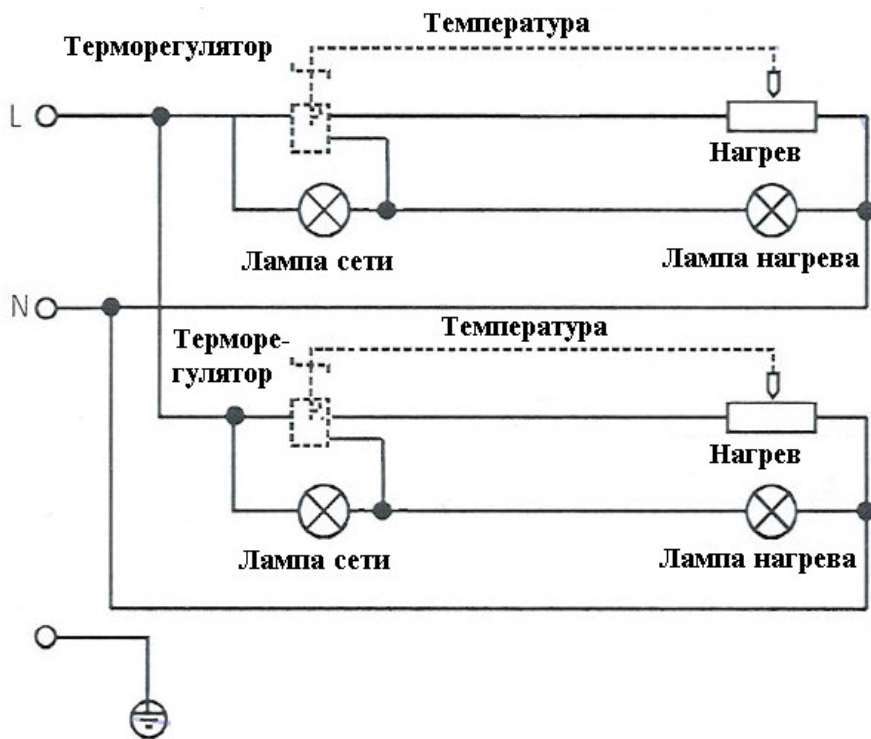 Температура
Терморегулятор
L
Нагрев
Лампа сети
Лампа нагрева
N
Температура
Терморе-
гулятор
Нагрев
Лампа сети
Лампа нагрева